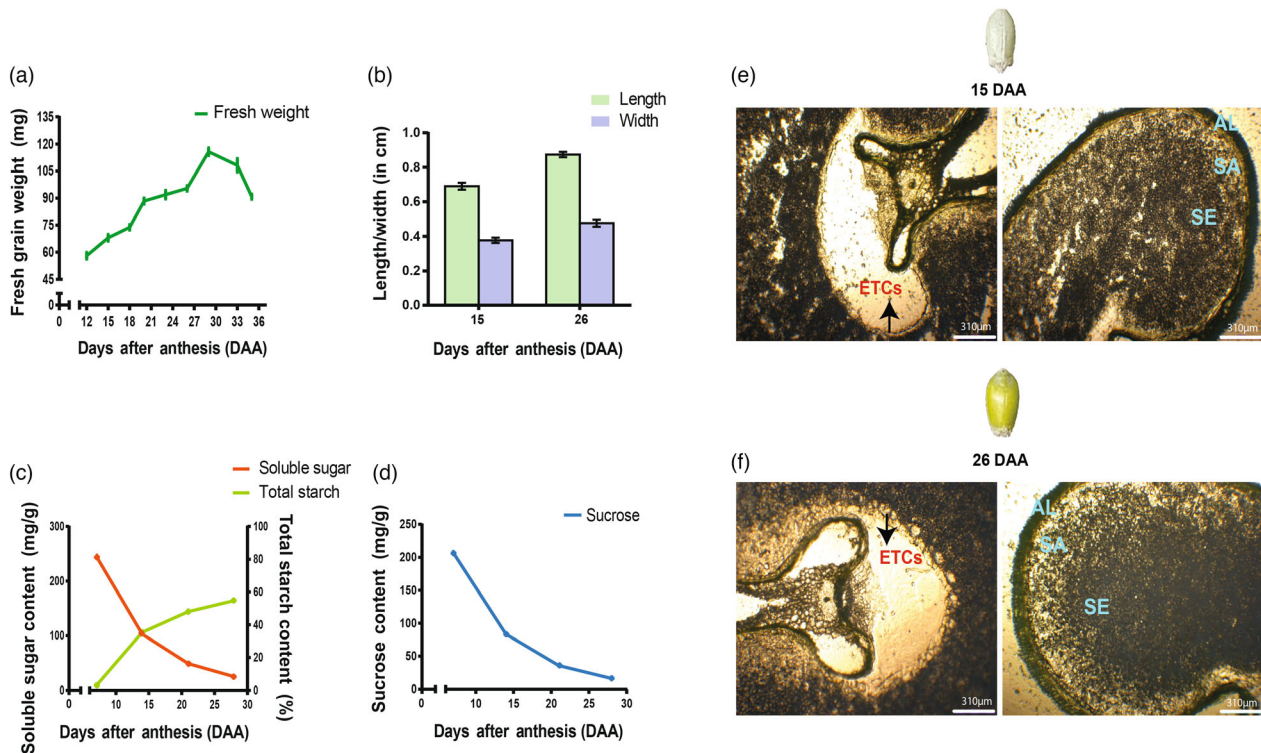 (a)
Fresh weight
Fresh grain weight (mg)
135
120
105
90
75
60
45
0
0 12 15 18 21 24 27 30 33 36
Days after anthesis (DAA)
(b)
Length
Width
Length/width (in cm)
1.0
0.8
0.6
0.4
0.2
0.0
15 26
Days after anthesis (DAA)
(c)
Soluble sugar
Total starch
Soluble sugar content (mg/g)
300
200
100
0
0 10 15 20 25 30
Total starch content (%)
100
80
60
40
20
0
Days after anthesis (DAA)
(d)
Sucrose
Sucrose content (mg/g)
250
200
150
100
50
0
0 10 15 20 25 30
Days after anthesis (DAA)
(e)
15 DAA
ETCs
310µm
AL
SA
SE
310µm
(f)
26 DAA
ETCs
310µm
AL
SA
SE
310µm